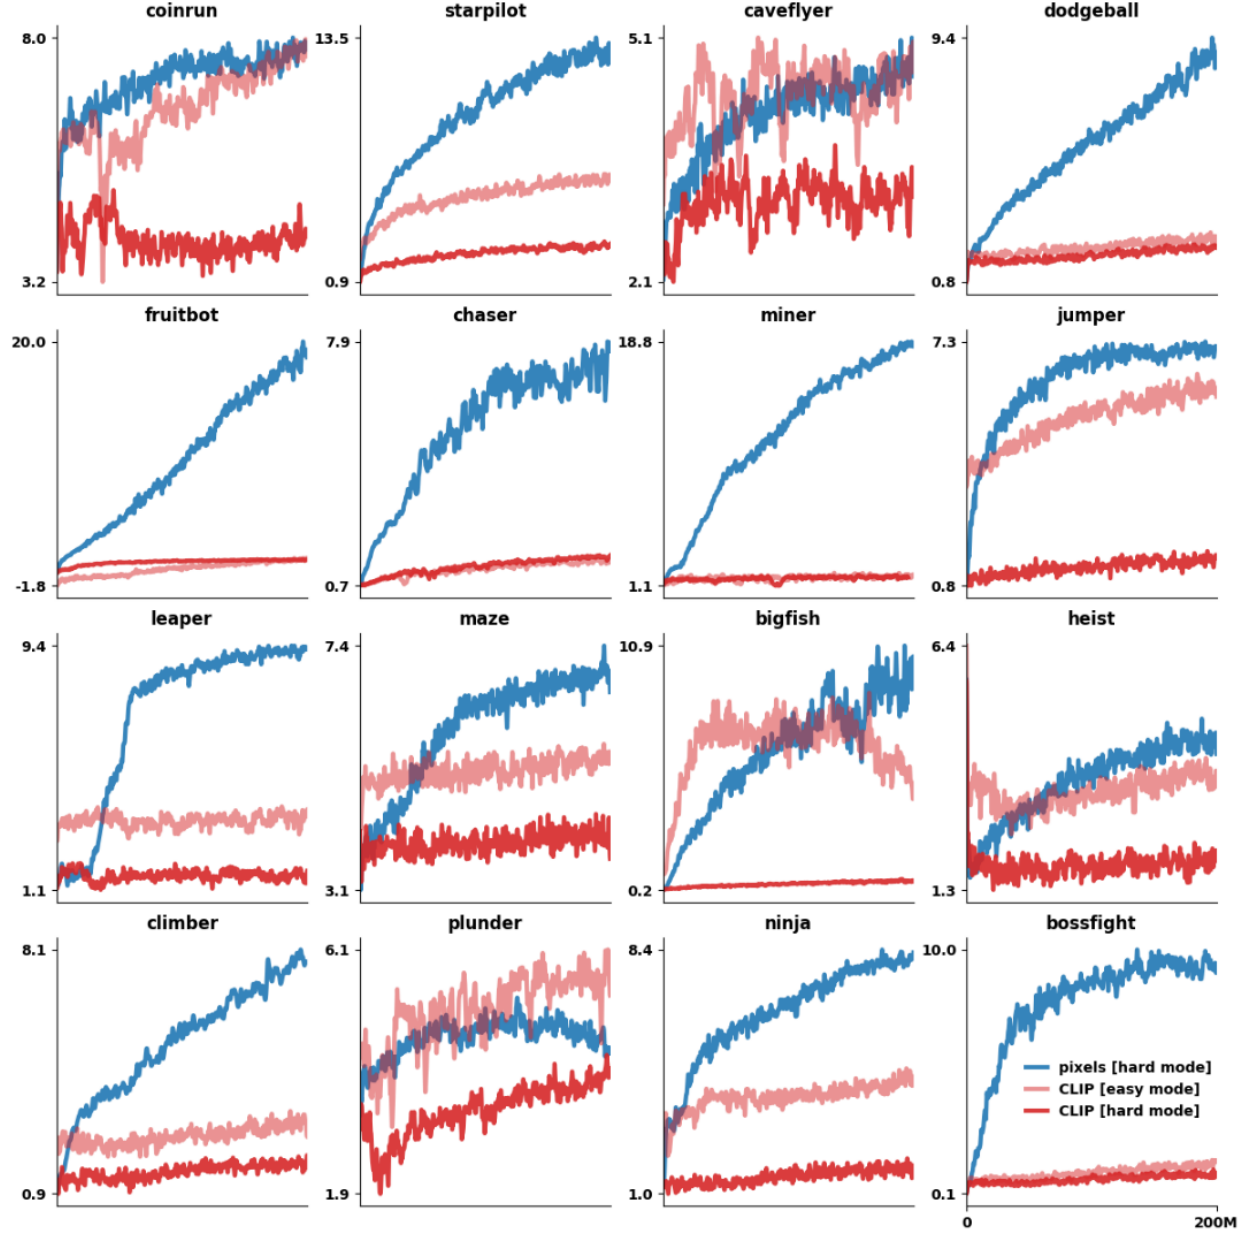 coinrun starpilot caveflyer dodgeball
8.0 13.5 5.1 9.4
3.2 0.9 2.1 0.8
fruitbot chaser miner jumper
20.0 7.9 18.8 7.3
-1.8 0.7 1.1 0.8
leaper maze bigfish heist
9.4 7.4 10.9 6.4
1.1 3.1 0.2 1.3
climber plunder ninja bossfight
8.1 6.1 8.4 10.0
pixels [hard mode]
CLIP [easy mode]
CLIP [hard mode]
0.9 1.9 1.0 0.1
0 200M